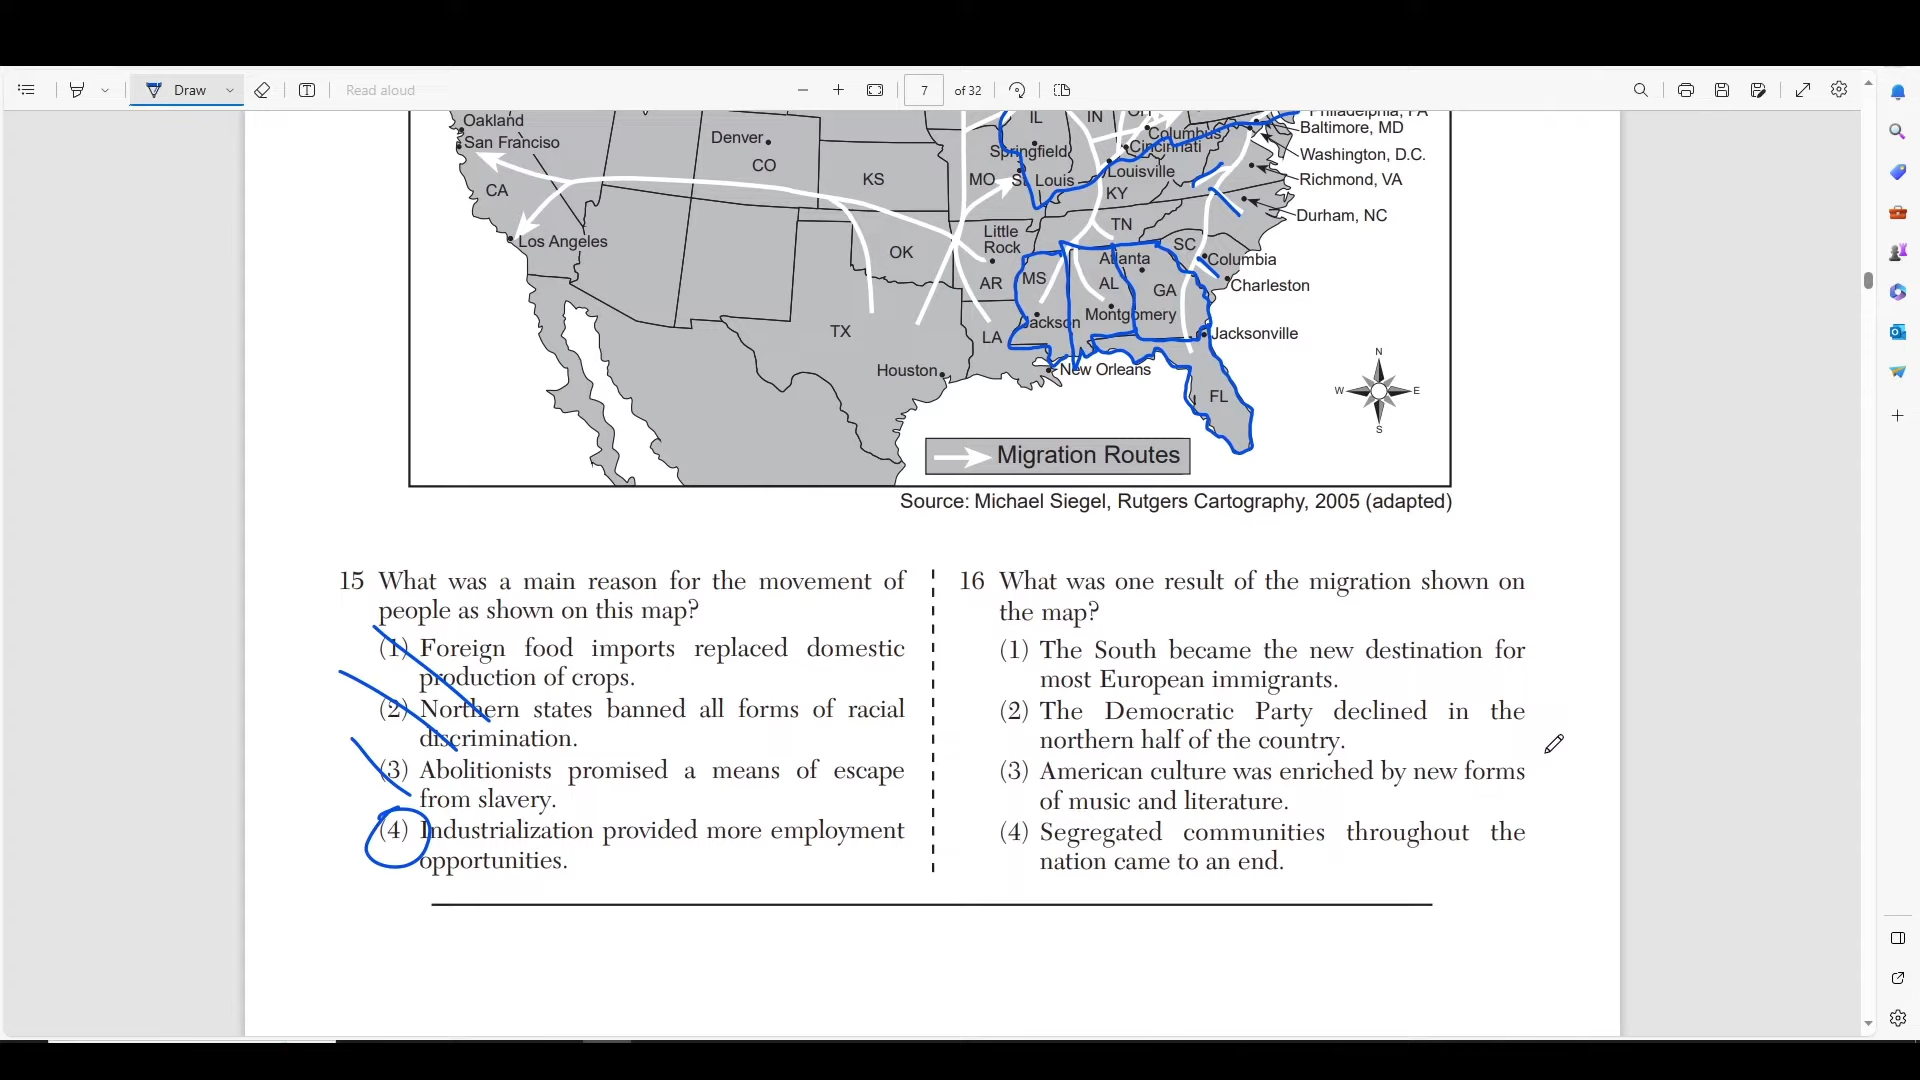 Draw
Read aloud
7 of 32
Oakland
San Franciso
CA
Los Angeles
Denver
CO
KS
OK
TX
Houston
MO
IL
IN
OH
Springfield
St. Louis
Columbus
Cincinnati
Louisville
KY
TN
Little
Rock
AR
LA
MS
Jackson
AL
Montgomery
Atlanta
GA
SC
Columbia
Charleston
Jacksonville
New Orleans
FL
Philadelphia, PA
Baltimore, MD
Washington, D.C.
Richmond, VA
Durham, NC
N
W E
S
Migration Routes
Source: Michael Siegel, Rutgers Cartography, 2005 (adapted)
15 What was a main reason for the movement of
people as shown on this map?
(1) Foreign food imports replaced domestic
production of crops.
(2) Northern states banned all forms of racial
discrimination.
(3) Abolitionists promised a means of escape
from slavery.
(4) Industrialization provided more employment
opportunities.
16 What was one result of the migration shown on
the map?
(1) The South became the new destination for
most European immigrants.
(2) The Democratic Party declined in the
northern half of the country.
(3) American culture was enriched by new forms
of music and literature.
(4) Segregated communities throughout the
nation came to an end.